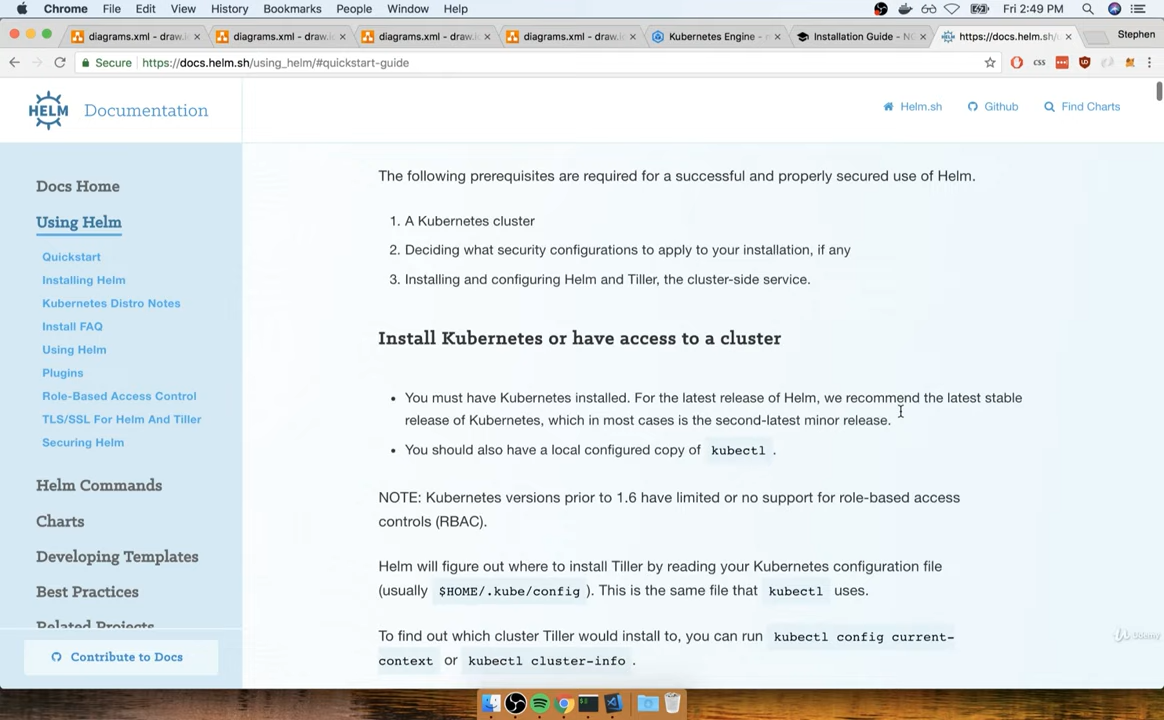 Chrome File Edit View History Bookmarks People Window Help Fri 2:49 PM
diagrams.xml - draw.i diagrams.xml - draw.i diagrams.xml - draw.i diagrams.xml - draw. Kubernetes Engine - Installation Guide - N https://docs.helm.sh/u Stephen
Secure https://docs.helm.sh/using_helm/#quickstart-guide css
HELM Documentation
Helm.sh Github Find Charts
Docs Home
Using Helm
Quickstart
Installing Helm
Kubernetes Distro Notes
Install FAQ
Using Helm
Plugins
Role-Based Access Control
TLS/SSL For Helm And Tiller
Securing Helm
Helm Commands
Charts
Developing Templates
Best Practices
Related Projects
Contribute to Docs
The following prerequisites are required for a successful and properly secured use of Helm.
1. A Kubernetes cluster
2. Deciding what security configurations to apply to your installation, if any
3. Installing and configuring Helm and Tiller, the cluster-side service.
Install Kubernetes or have access to a cluster
• You must have Kubernetes installed. For the latest release of Helm, we recommend the latest stable
release of Kubernetes, which in most cases is the second-latest minor release.
• You should also have a local configured copy of kubectl .
NOTE: Kubernetes versions prior to 1.6 have limited or no support for role-based access
controls (RBAC).
Helm will figure out where to install Tiller by reading your Kubernetes configuration file
(usually $HOME/.kube/config ). This is the same file that kubectl uses.
To find out which cluster Tiller would install to, you can run kubectl config current-
context or kubectl cluster-info .
Udemy